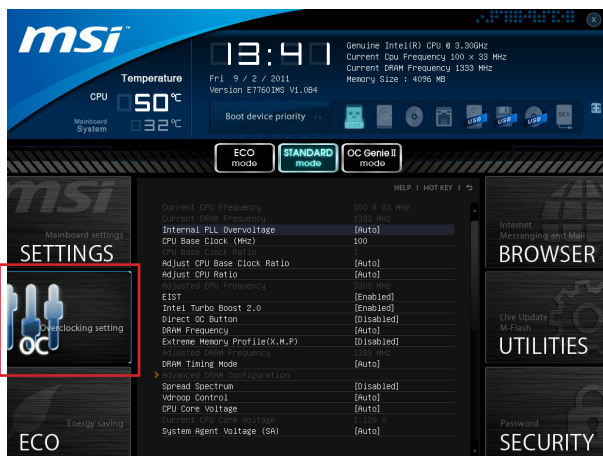 msi
Temperature
CPU 50°C
Mainboard
System 32°C
13:41
Fri 9 / 2 / 2011
Version E7760IMS V1.0B4
Genuine Intel(R) CPU @ 3.30GHz
Current Cpu Frequency 100 x 33 MHz
Current DRAM Frequency 1333 MHz
Memory Size : 4096 MB
Boot device priority
USB USB USB DEV
ECO mode
STANDARD mode
OC Genie II mode
HELP | HOT KEY |
msi
Mainboard settings
SETTINGS
Overclocking setting
OC
Energy saving
ECO
Current CPU Frequency 100 X 33 MHz
Current DRAM Frequency 1333 MHz
Internal PLL Overvoltage [Auto]
CPU Base Clock (MHz) 100
CPU Base Clock Ratio 1
Adjust CPU Base Clock Ratio [Auto]
Adjust CPU Ratio [Auto]
Adjusted CPU Frequency 3300 MHz
EIST [Enabled]
Intel Turbo Boost 2.0 [Enabled]
Direct OC Button [Disabled]
DRAM Frequency [Auto]
Extreme Memory Profile(X.M.P) [Disabled]
Adjusted DRAM Frequency 1333 MHz
DRAM Timing Mode [Auto]
Advanced DRAM Configuration
Spread Spectrum [Disabled]
Vdroop Control [Auto]
CPU Core Voltage [Auto]
Current CPU Core Voltage 1.120 V
System Agent Voltage (SA) [Auto]
Internet
Messanging and Mail
BROWSER
Live Update
M-Flash
UTILITIES
Password
SECURITY